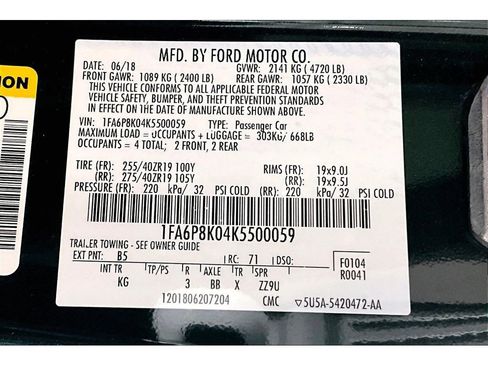 MFD. BY FORD MOTOR CO.
DATE: 06/18 GVWR: 2141 KG ( 4720 LB)
FRONT GAWR: 1089 KG ( 2400 LB) REAR GAWR: 1057 KG ( 2330 LB)
THIS VEHICLE CONFORMS TO ALL APPLICABLE FEDERAL MOTOR
VEHICLE SAFETY, BUMPER, AND THEFT PREVENTION STANDARDS
IN EFFECT ON THE DATE OF MANUFACTURE SHOWN ABOVE.
VIN: 1FA6P8K04K5500059 TYPE: Passenger Car
MAXIMUM LOAD = OCCUPANTS + LUGGAGE = 303KG/ 668LB
OCCUPANTS = 4 TOTAL; 2 FRONT, 2 REAR
TIRE (FR): 255/40ZR19 100Y RIMS (FR): 19x9.0J
(RR): 275/40ZR19 105Y (RR): 19x9.5J
PRESSURE (FR): 220 kPa/ 32 PSI COLD (RR): 220 kPa/ 32 PSI COLD
1FA6P8K04K5500059
TRAILER TOWING - SEE OWNER GUIDE
EXT PNT: B5 RC: 71 DSO: F0104
R0041
INT TR TP/PS R AXLE TR SPR
KG 3 BB X ZZ9U
1201806207204 CMC ▽5U5A-5420472-AA